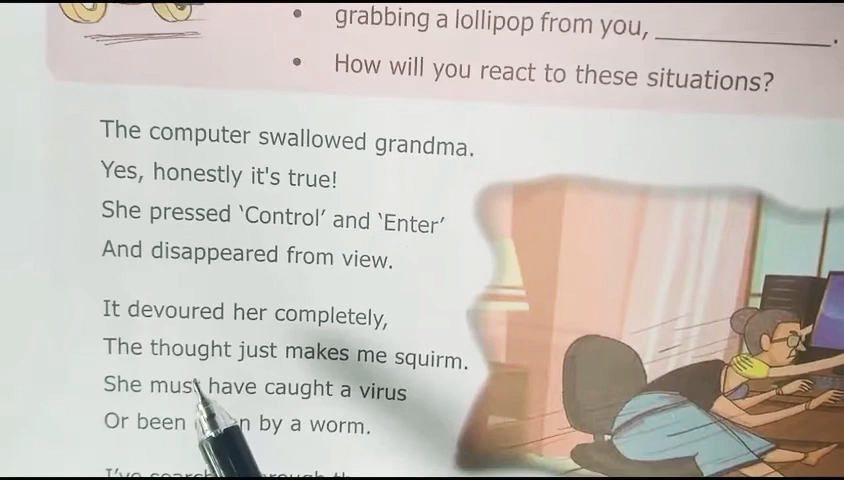 grabbing a lollipop from you, ____________.
How will you react to these situations?
The computer swallowed grandma.
Yes, honestly it's true!
She pressed ‘Control’ and ‘Enter’
And disappeared from view.
It devoured her completely,
The thought just makes me squirm.
She must have caught a virus
Or been by a worm.
I've